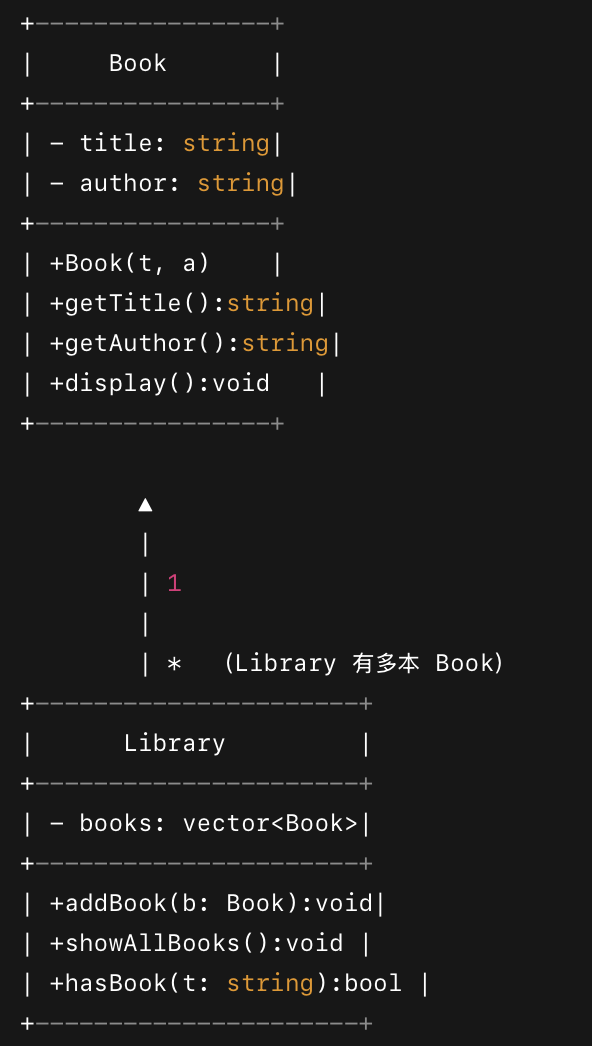 +----------------+
|     Book       |
+----------------+
| - title: string|
| - author: string|
+----------------+
| +Book(t, a)    |
| +getTitle():string|
| +getAuthor():string|
| +display():void   |
+----------------+
▲
|
| 1
|
| *   (Library 有多本 Book)
+----------------------+
|      Library         |
+----------------------+
| - books: vector<Book>|
+----------------------+
| +addBook(b: Book):void|
| +showAllBooks():void |
| +hasBook(t: string):bool |
+----------------------+